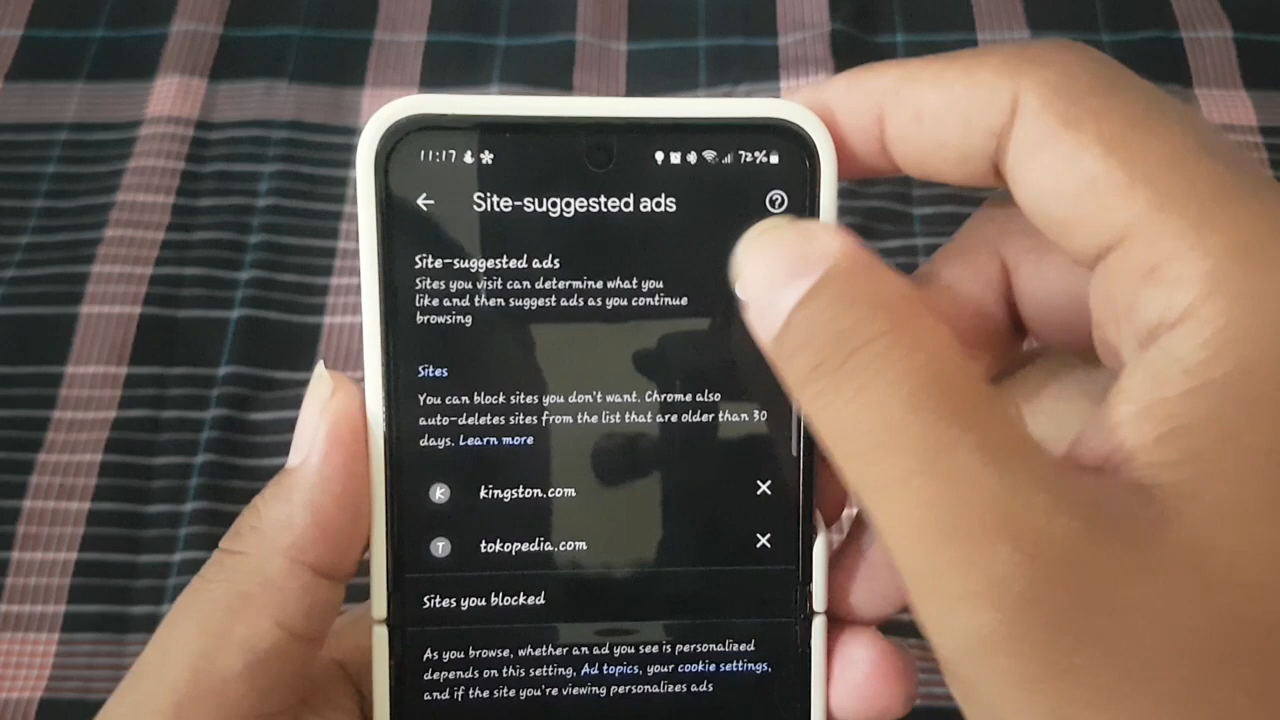 11:17 72%
Site-suggested ads
Site-suggested ads
Sites you visit can determine what you
like and then suggest ads as you continue
browsing
Sites
You can block sites you don't want. Chrome also
auto-deletes sites from the list that are older than 30
days. Learn more
K kingston.com
T tokopedia.com
Sites you blocked
As you browse, whether an ad you see is personalized
depends on this setting, Ad topics, your cookie settings,
and if the site you're viewing personalizes ads